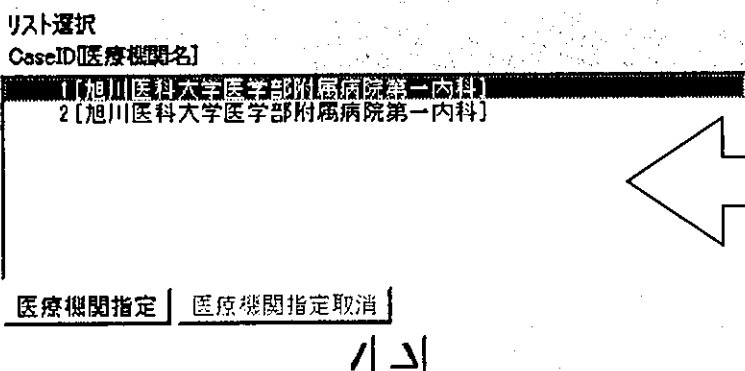 リスト選択
CaseID[医療機関名]
1[旭川医科大学医学部附属病院第一内科]
2[旭川医科大学医学部附属病院第一内科]
医療機関指定 医療機関指定取消